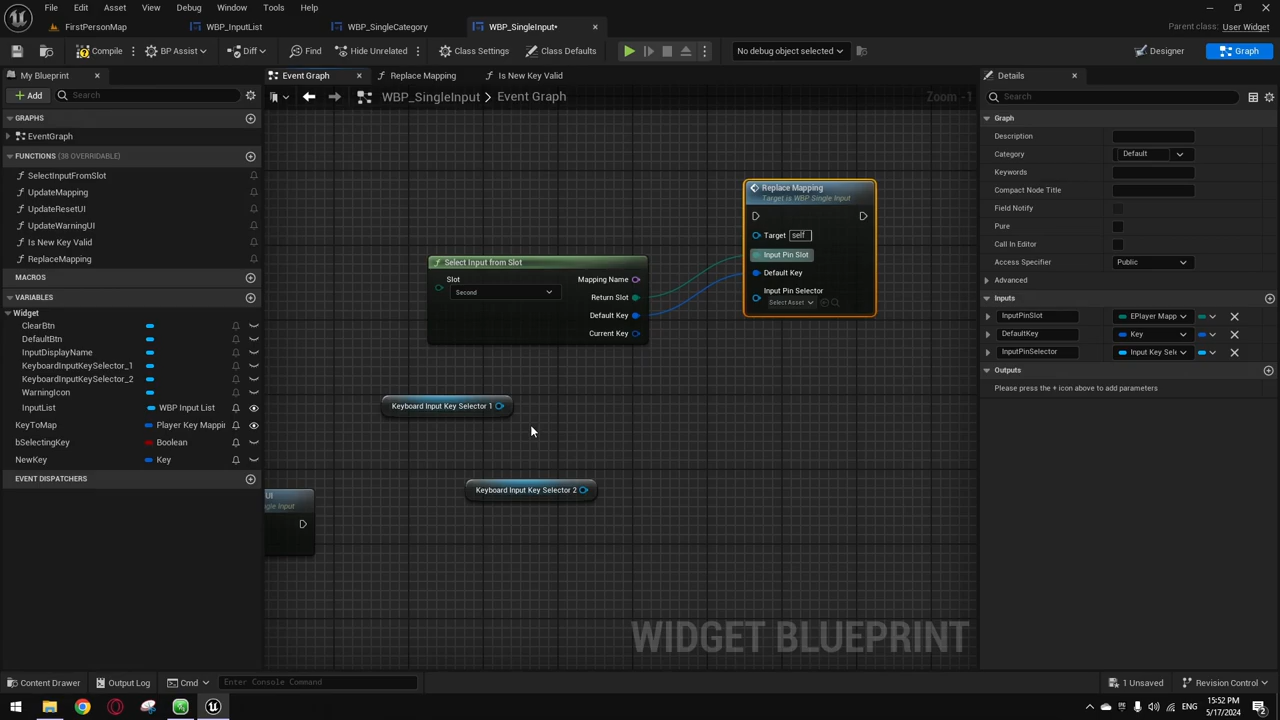 File Edit Asset View Debug Window Tools Help
FirstPersonMap WBP_InputList WBP_SingleCategory WBP_SingleInput* Parent class: User Widget
Compile BP Assist Diff Find Hide Unrelated Class Settings Class Defaults No debug object selected Designer Graph
My Blueprint Event Graph Replace Mapping Is New Key Valid Details
Add Search WBP_SingleInput > Event Graph Zoom -1 Search
GRAPHS
EventGraph
FUNCTIONS (38 OVERRIDABLE)
SelectInputFromSlot
UpdateMapping
UpdateResetUI
UpdateWarningUI
Is New Key Valid
ReplaceMapping
MACROS
VARIABLES
Widget
ClearBtn
DefaultBtn
InputDisplayName
KeyboardInputKeySelector_1
KeyboardInputKeySelector_2
WarningIcon
InputList WBP Input List
KeyToMap Player Key Mappi
bSelectingKey Boolean
NewKey Key
EVENT DISPATCHERS
Select Input from Slot
Slot Mapping Name
Second
Return Slot
Default Key
Current Key
Replace Mapping
Target is WBP Single Input
Target self
Input Pin Slot
Default Key
Input Pin Selector
Select Asset
Keyboard Input Key Selector 1
Keyboard Input Key Selector 2
UI
gle Input
WIDGET BLUEPRINT
Graph
Description
Category Default
Keywords
Compact Node Title
Field Notify
Pure
Call In Editor
Access Specifier Public
Advanced
Inputs
InputPinSlot EPlayer Mapp
DefaultKey Key
InputPinSelector Input Key Sele
Outputs
Please press the + icon above to add parameters
Content Drawer Output Log Cmd Enter Console Command 1 Unsaved Revision Control
ENG 15:52 PM
5/17/2024 2